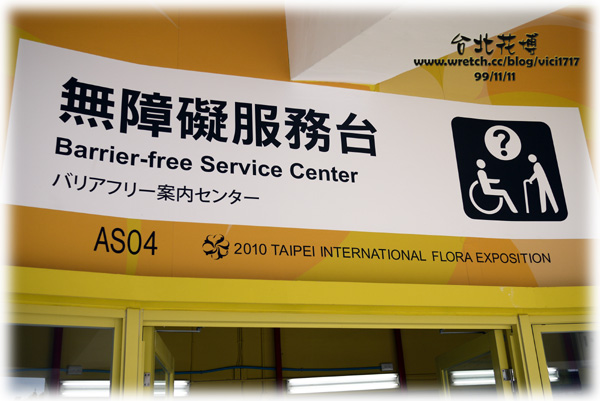 台北花博
www.wretch.cc/blog/vici1717
99/11/11
無障礙服務台
Barrier-free Service Center
バリアフリー案内センター
?
AS04
2010 TAIPEI INTERNATIONAL FLORA EXPOSITION